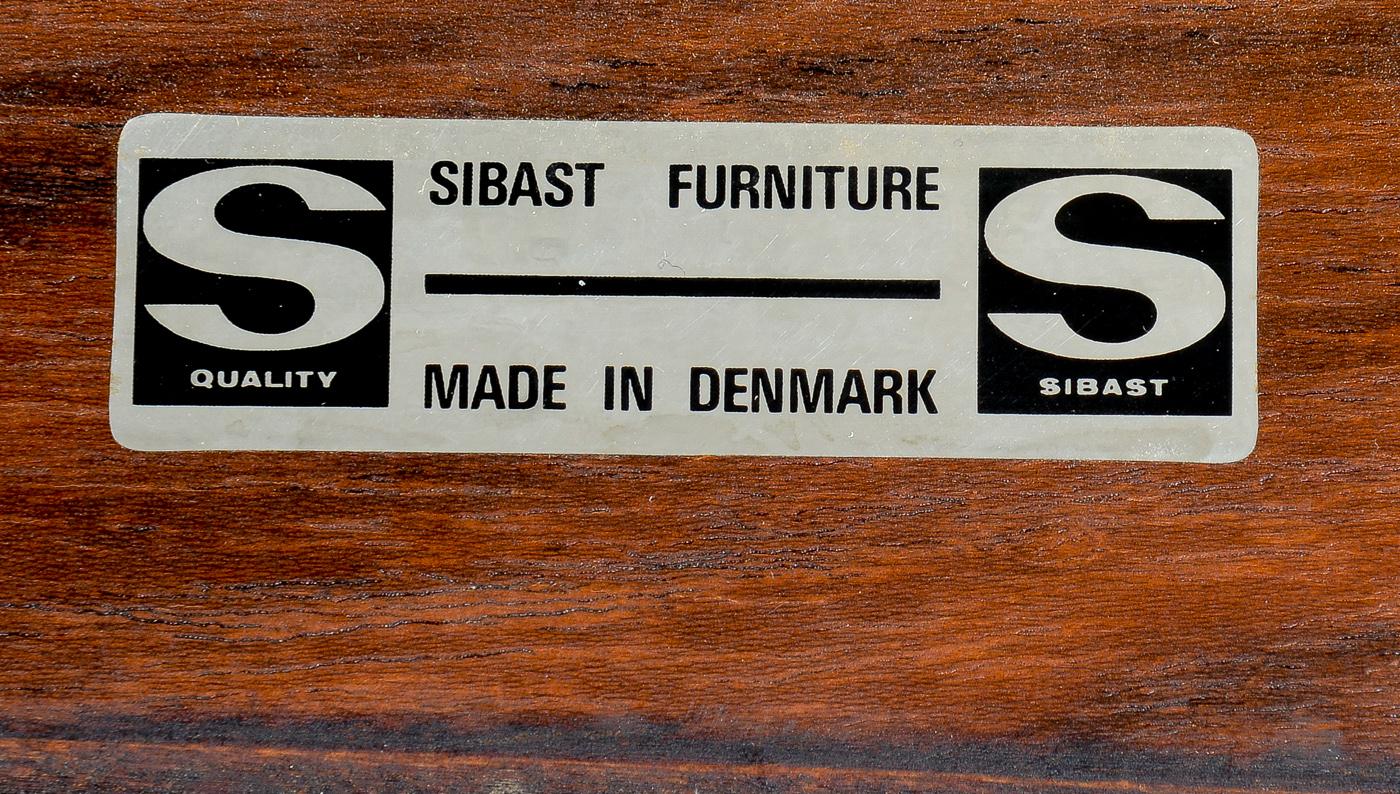 S
QUALITY
SIBAST FURNITURE
MADE IN DENMARK
S
SIBAST